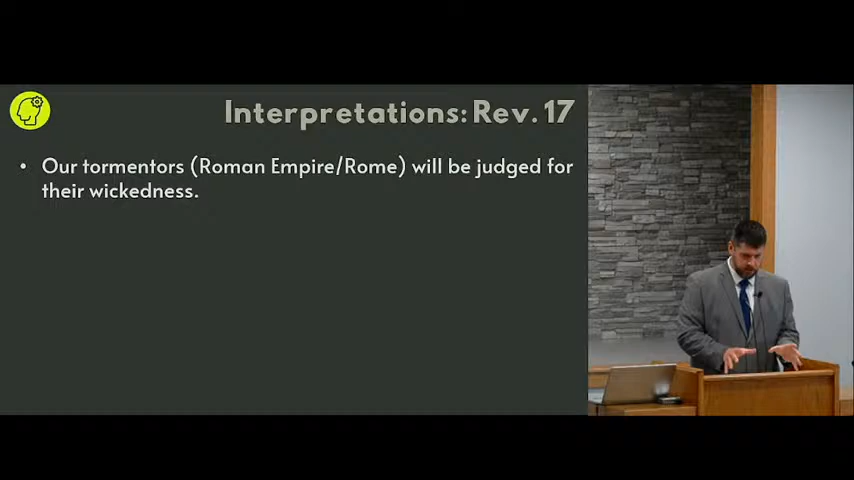 Interpretations: Rev. 17
• Our tormentors (Roman Empire/Rome) will be judged for
their wickedness.